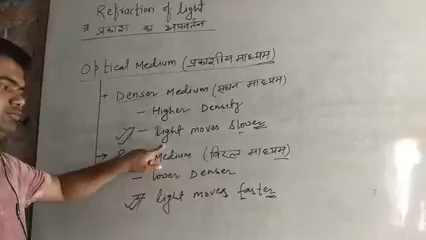 Refraction of light
* प्रकाश का अपवर्तन
Optical Medium (प्रकाशीय माध्यम)
Denser Medium (सघन माध्यम)
- Higher Density
- Light moves slower
Medium (विरल माध्यम)
- Lower Denser
light moves faster